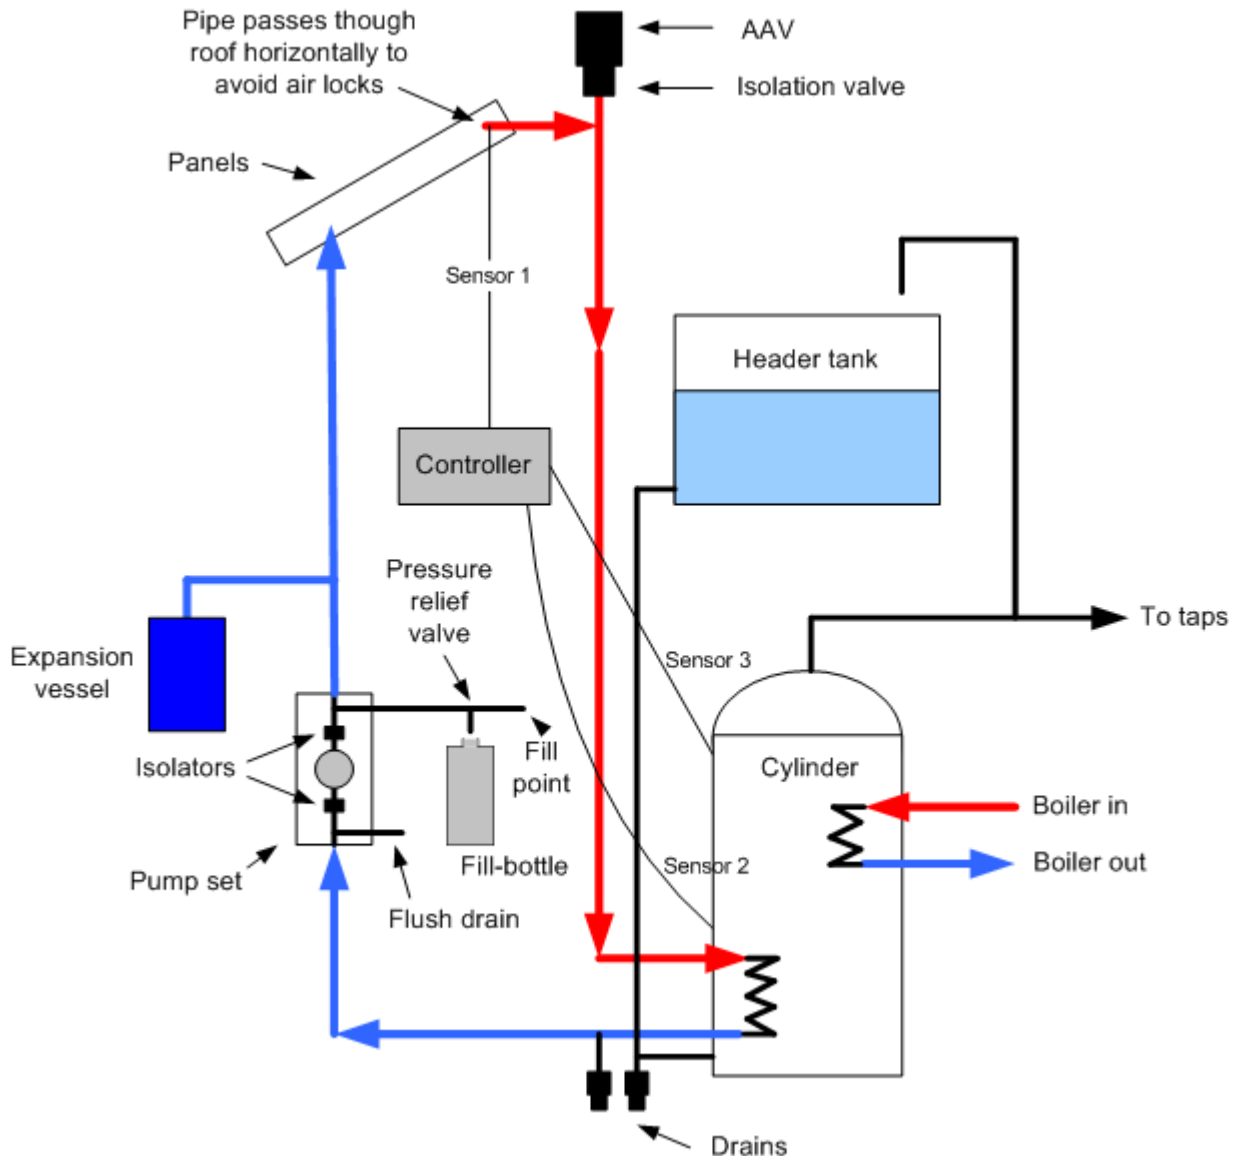 Pipe passes though
roof horizontally to
avoid air locks
AAV
Isolation valve
Panels
Sensor 1
Header tank
Controller
Pressure
relief
valve
To taps
Expansion
vessel
Sensor 3
Isolators
Fill
point
Cylinder
Boiler in
Boiler out
Fill-bottle
Sensor 2
Pump set
Flush drain
Drains